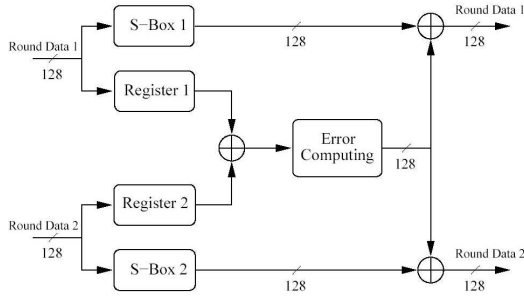 S-Box 1
Round Data 1
128
128
Round Data 1
128
Register 1
Error
Computing
128
Register 2
Round Data 2
128
S-Box 2
128
Round Data 2
128